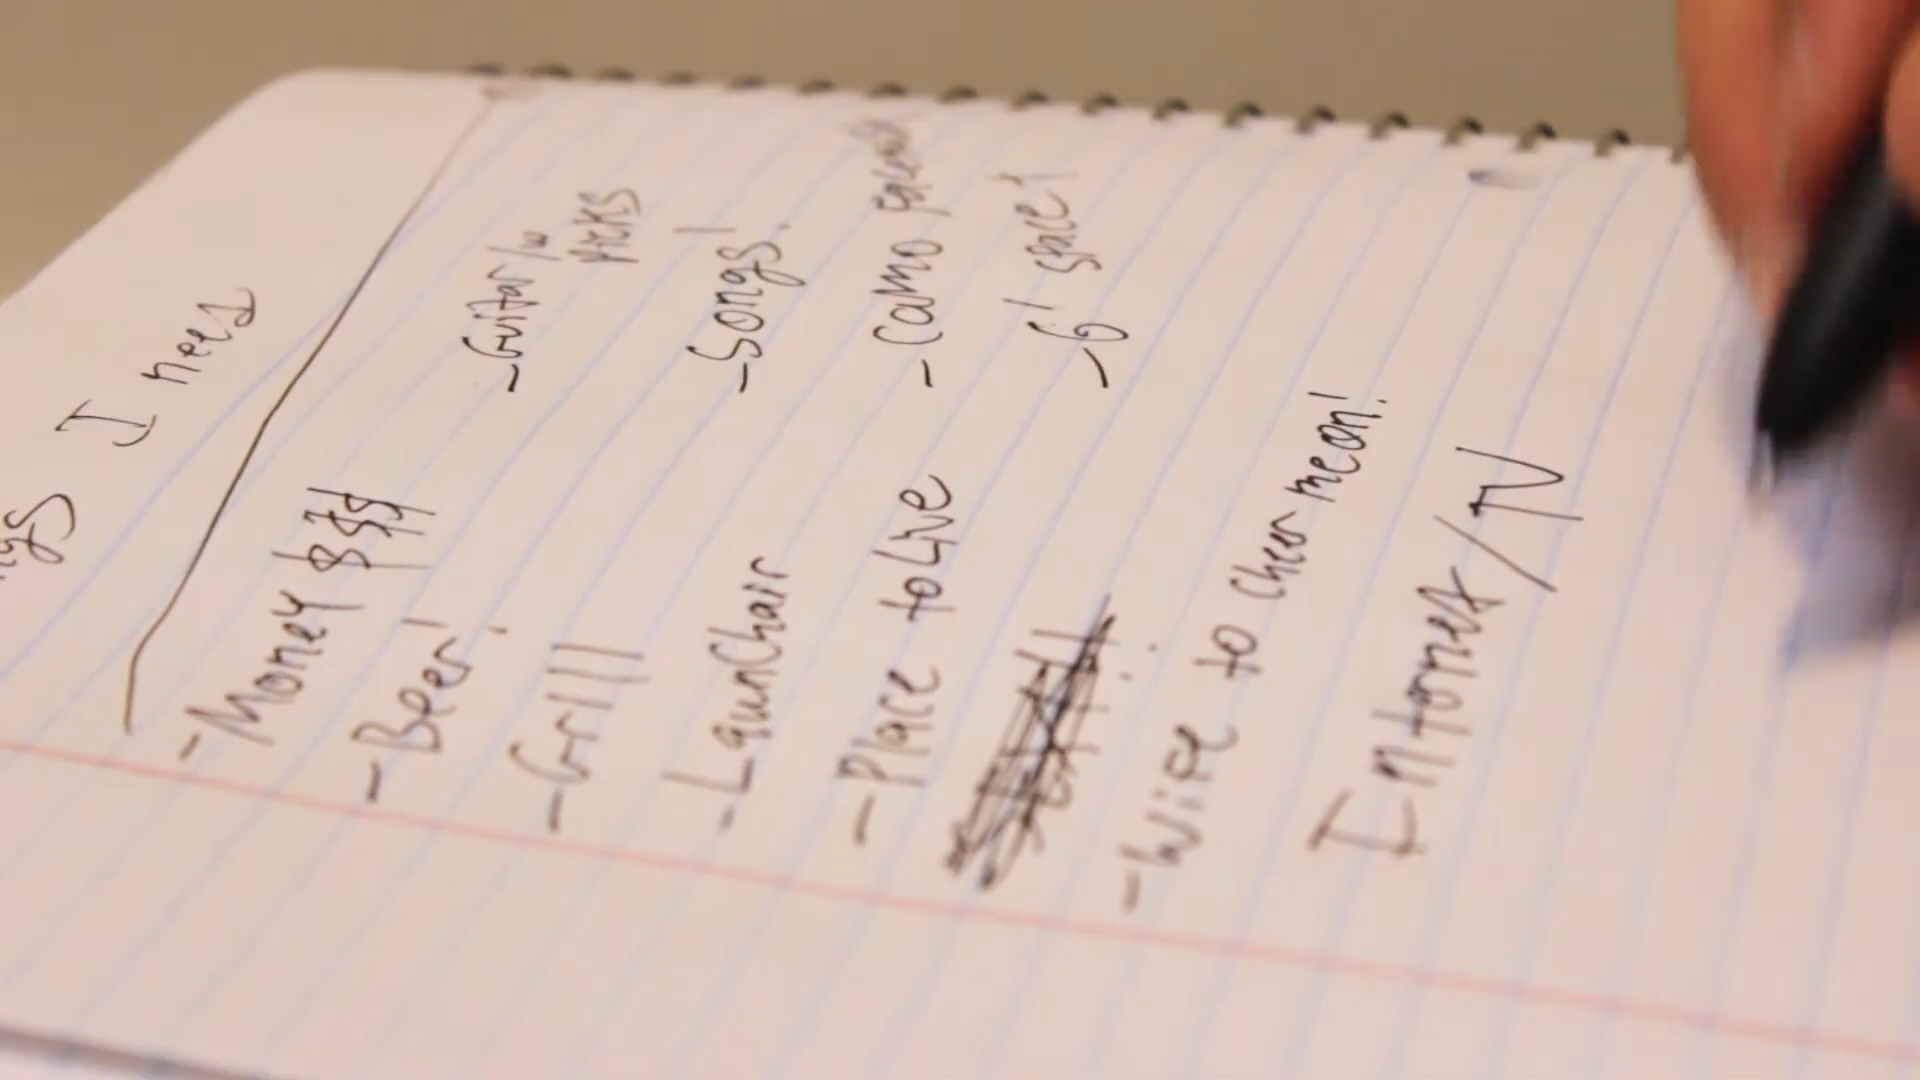 I need
- Money $$$
- Beer!
- Grill
- LawnChair
- Place to Live
- Wife to cheer me on!
Internet/TV
- Guitar /w
picks
- Songs!
- Camo
- 6' space